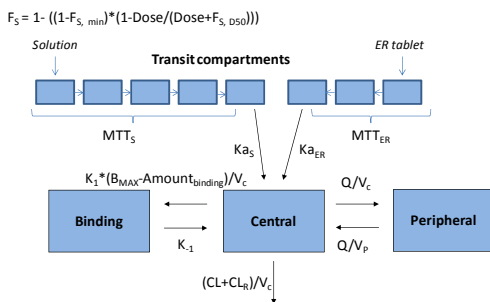 F_S = 1- ((1-F_S, min)*(1-Dose/(Dose+F_S, D50)))
Solution
ER tablet
Transit compartments
MTT_S
MTT_ER
Ka_S
Ka_ER
K_1*(B_MAX-Amount_binding)/V_c
Q/V_c
Binding
Central
Peripheral
K_-1
Q/V_P
(CL+CL_R)/V_c